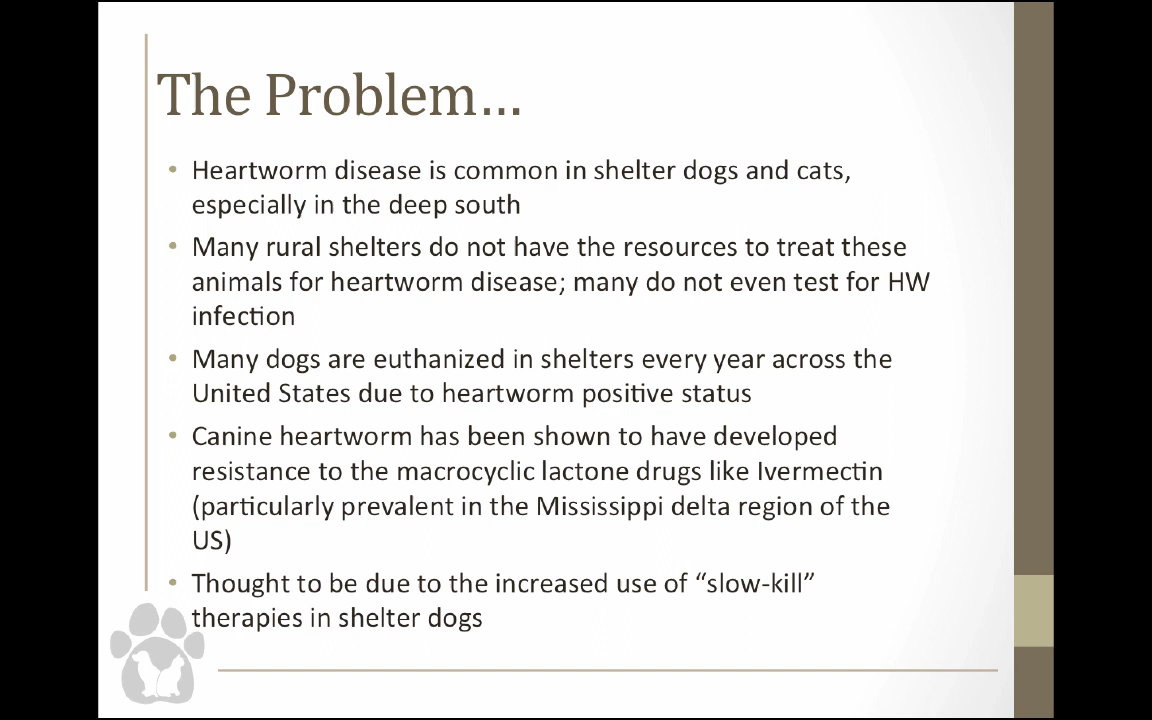 The Problem…
• Heartworm disease is common in shelter dogs and cats,
especially in the deep south
• Many rural shelters do not have the resources to treat these
animals for heartworm disease; many do not even test for HW
infection
• Many dogs are euthanized in shelters every year across the
United States due to heartworm positive status
• Canine heartworm has been shown to have developed
resistance to the macrocyclic lactone drugs like Ivermectin
(particularly prevalent in the Mississippi delta region of the
US)
• Thought to be due to the increased use of “slow-kill”
therapies in shelter dogs